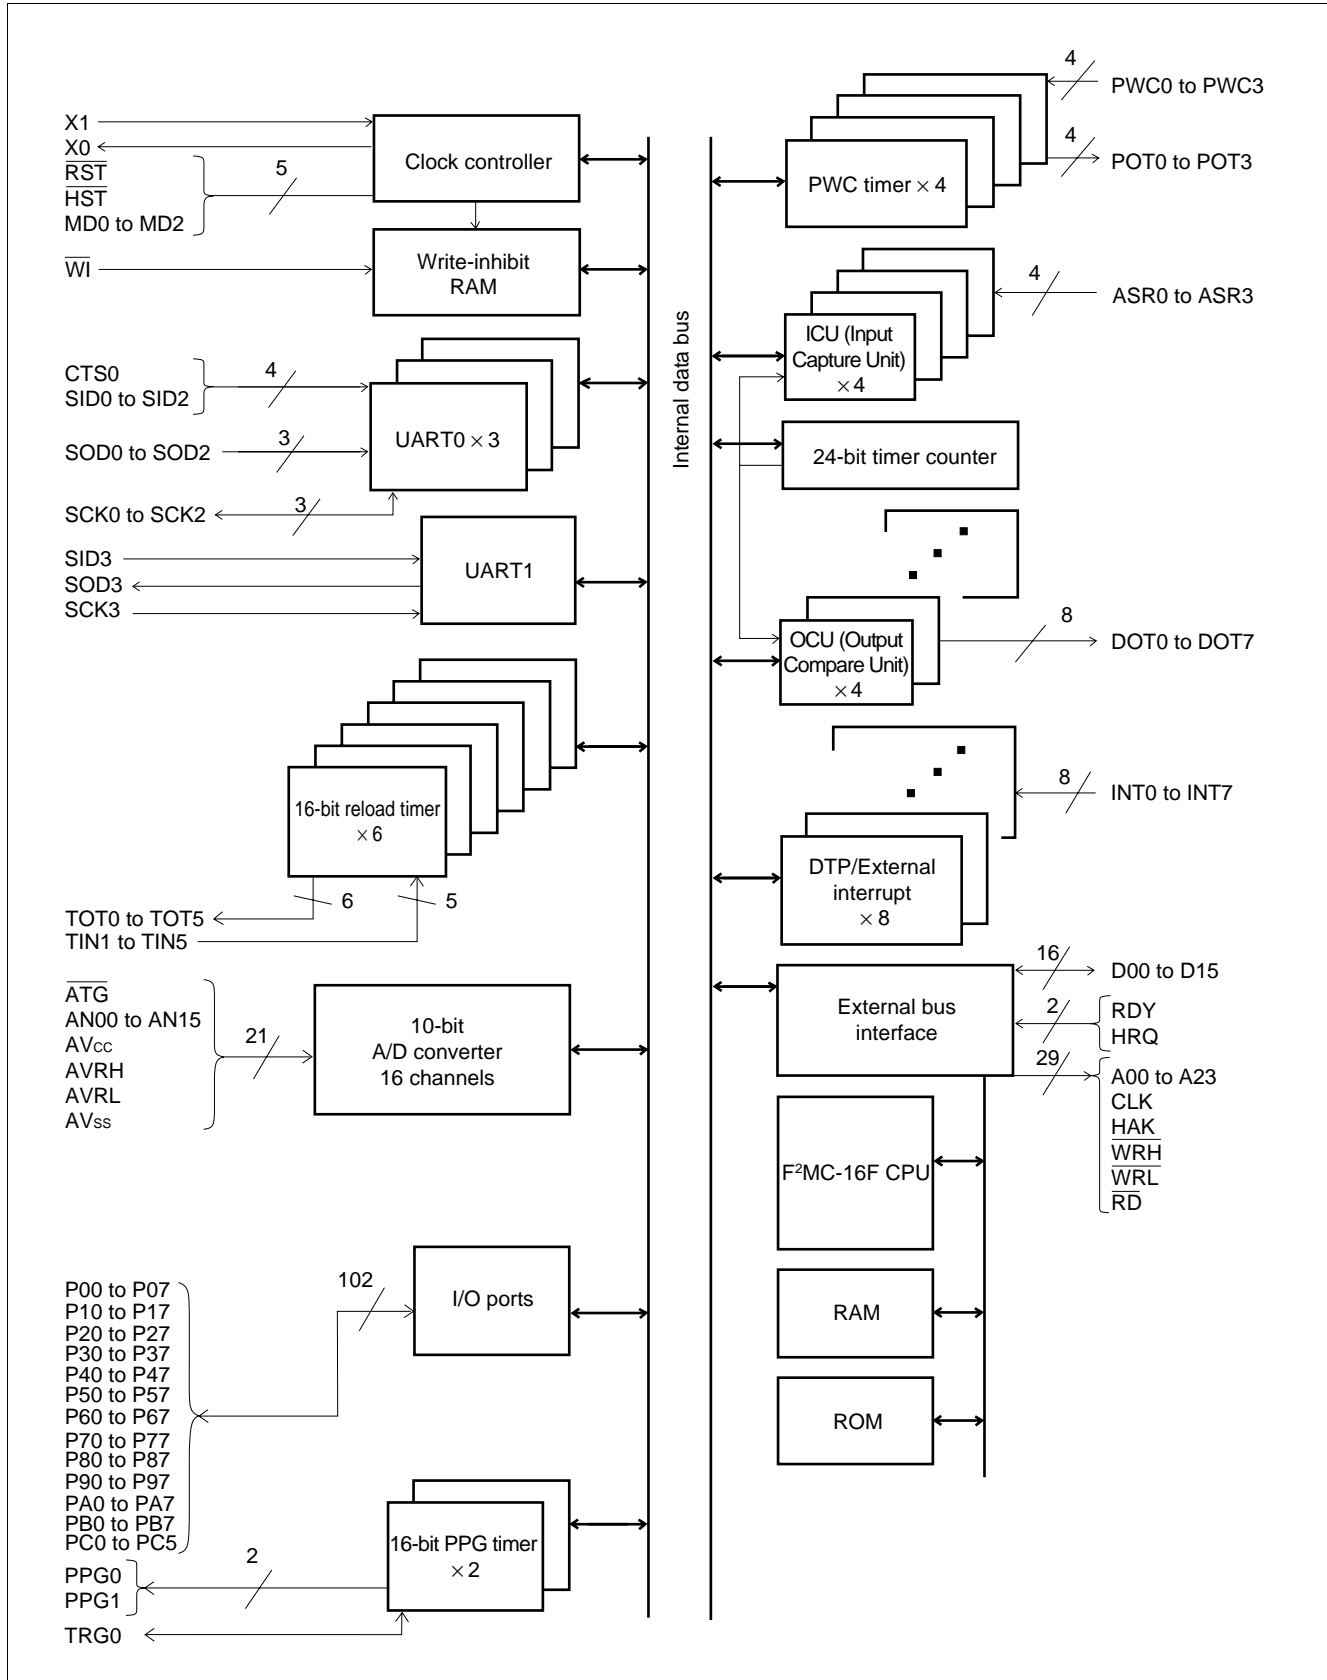 X1
X0
RST
HST
MD0 to MD2
5
Clock controller
WI
Write-inhibit
RAM
CTS0
SID0 to SID2
4
SOD0 to SOD2
3
UART0 × 3
SCK0 to SCK2
3
SID3
SOD3
SCK3
UART1
16-bit reload timer
× 6
6
5
TOT0 to TOT5
TIN1 to TIN5
ATG
AN00 to AN15
AVCC
AVRH
AVRL
AVSS
21
10-bit
A/D converter
16 channels
P00 to P07
P10 to P17
P20 to P27
P30 to P37
P40 to P47
P50 to P57
P60 to P67
P70 to P77
P80 to P87
P90 to P97
PA0 to PA7
PB0 to PB7
PC0 to PC5
102
I/O ports
PPG0
PPG1
2
16-bit PPG timer
× 2
TRG0
Internal data bus
4
PWC0 to PWC3
4
POT0 to POT3
PWC timer × 4
4
ASR0 to ASR3
ICU (Input
Capture Unit)
× 4
24-bit timer counter
OCU (Output
Compare Unit)
× 4
8
DOT0 to DOT7
8
INT0 to INT7
DTP/External
interrupt
× 8
External bus
interface
16
D00 to D15
2
RDY
HRQ
29
A00 to A23
CLK
HAK
WRH
WRL
RD
F²MC-16F CPU
RAM
ROM